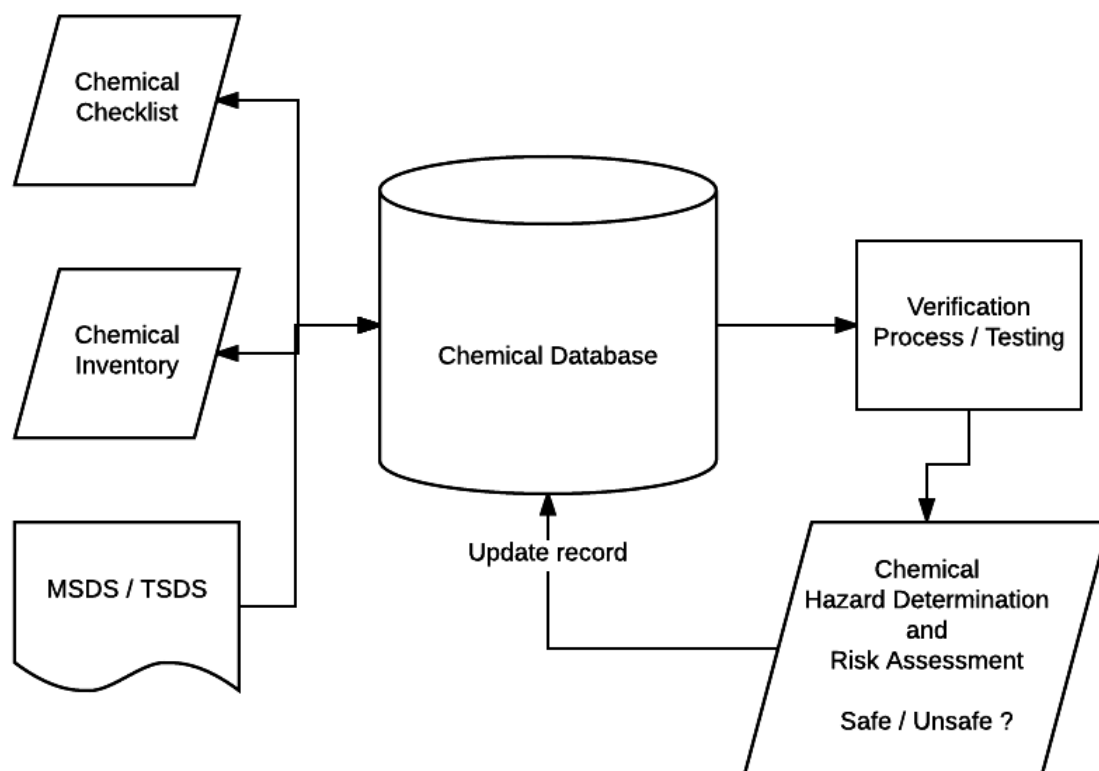 Chemical
Checklist
Chemical
Inventory
MSDS / TSDS
Chemical Database
Update record
Verification
Process / Testing
Chemical
Hazard Determination
and
Risk Assessment
Safe / Unsafe ?